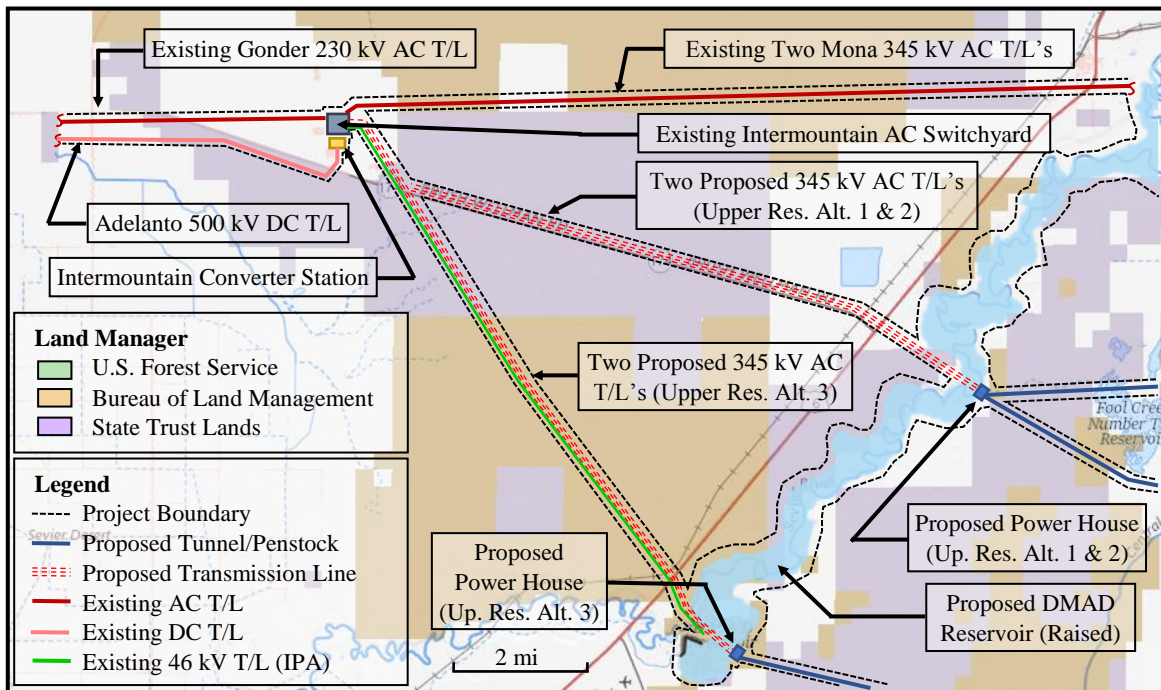 Existing Gonder 230 kV AC T/L
Existing Two Mona 345 kV AC T/L's
Existing Intermountain AC Switchyard
Two Proposed 345 kV AC T/L's
(Upper Res. Alt. 1 & 2)
Adelanto 500 kV DC T/L
Intermountain Converter Station
Land Manager
U.S. Forest Service
Bureau of Land Management
State Trust Lands
Two Proposed 345 kV AC
T/L's (Upper Res. Alt. 3)
Fool Cree
Number T
Reservoir
Legend
Project Boundary
Proposed Tunnel/Penstock
Proposed Transmission Line
Existing AC T/L
Existing DC T/L
Existing 46 kV T/L (IPA)
Sevier Desert
Proposed
Power House
(Up. Res. Alt. 3)
2 mi
Proposed Power House
(Up. Res. Alt. 1 & 2)
Proposed DMAD
Reservoir (Raised)
Central